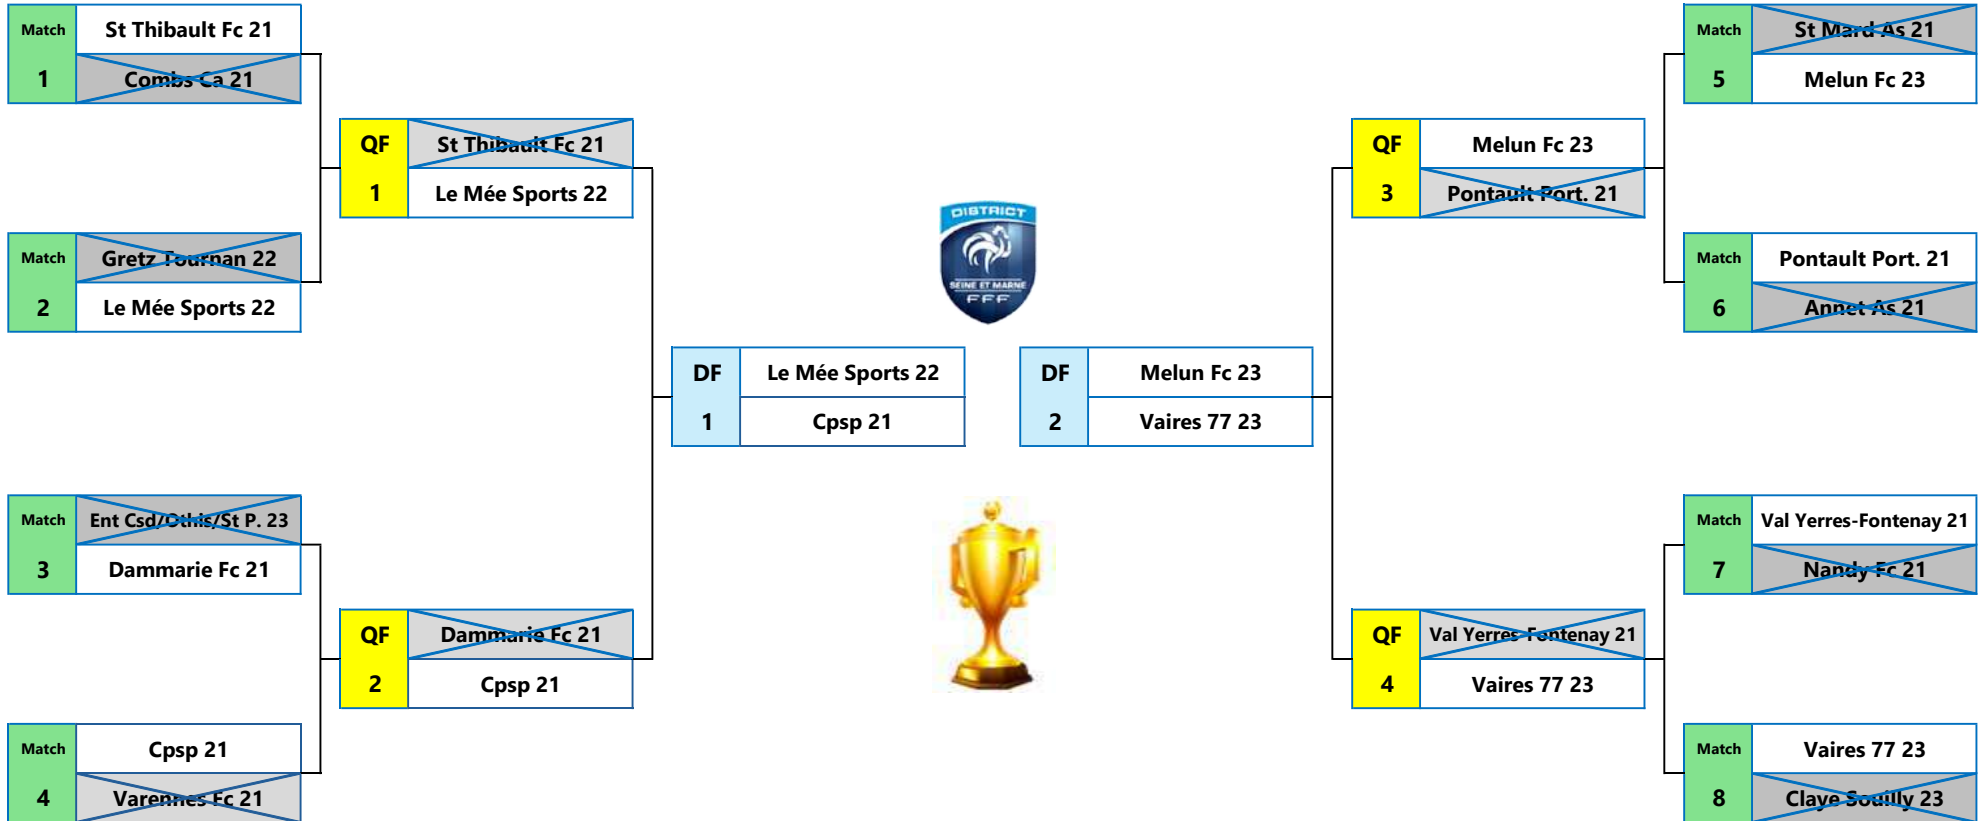 Match
1
St Thibault Fc 21
Combs Ca 21
Match
2
Gretz Tournan 22
Le Mée Sports 22
Match
3
Ent Csd/Othis/St P. 23
Dammarie Fc 21
Match
4
Cpsp 21
Varennes Fc 21
QF
1
St Thibault Fc 21
Le Mée Sports 22
QF
2
Dammarie Fc 21
Cpsp 21
DF
1
Le Mée Sports 22
Cpsp 21
DISTRICT
SEINE ET MARNE
FFF
DF
2
Melun Fc 23
Vaires 77 23
QF
3
Melun Fc 23
Pontault Port. 21
QF
4
Val Yerres-Fontenay 21
Vaires 77 23
Match
5
St Mard As 21
Melun Fc 23
Match
6
Pontault Port. 21
Annet As 21
Match
7
Val Yerres-Fontenay 21
Nandy Fc 21
Match
8
Vaires 77 23
Claye Souilly 23